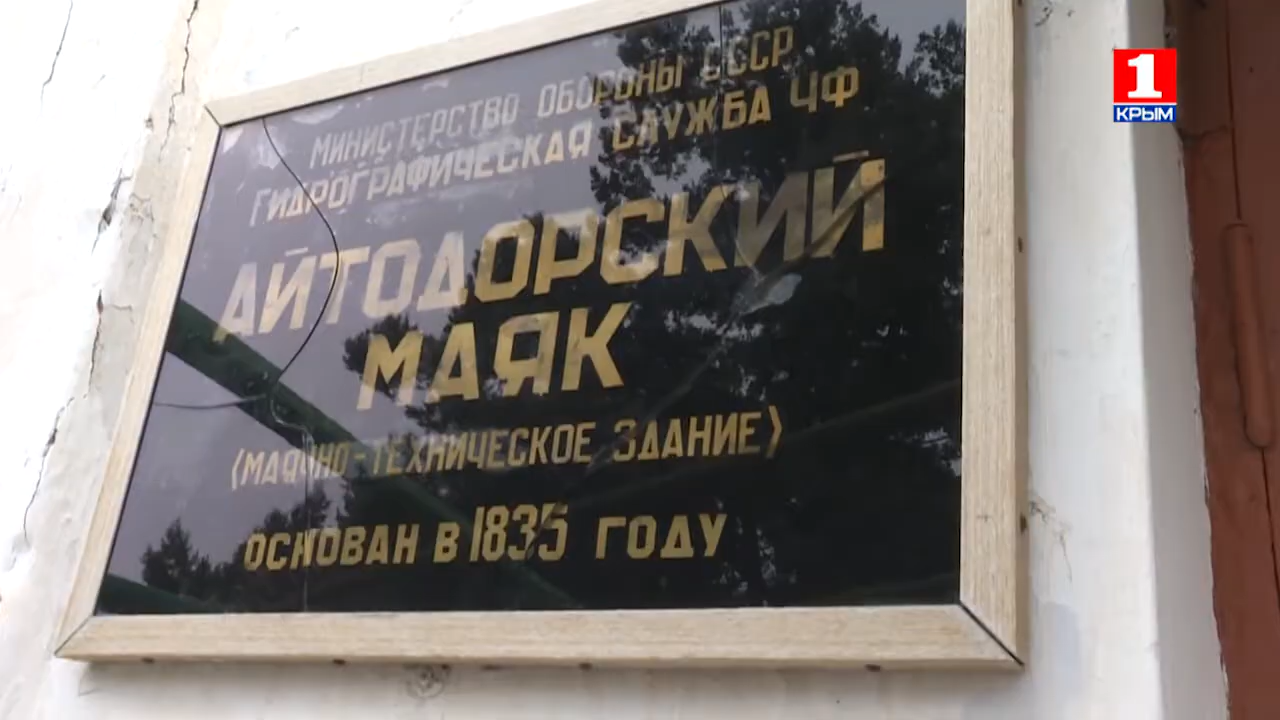 МИНИСТЕРСТВО ОБОРОНЫ СССР
ГИДРОГРАФИЧЕСКАЯ СЛУЖБА ЧФ
АЙТОДОРСКИЙ
МАЯК
(МАЯЧНО-ТЕХНИЧЕСКОЕ ЗДАНИЕ)
ОСНОВАН В 1835 ГОДУ
1
КРЫМ